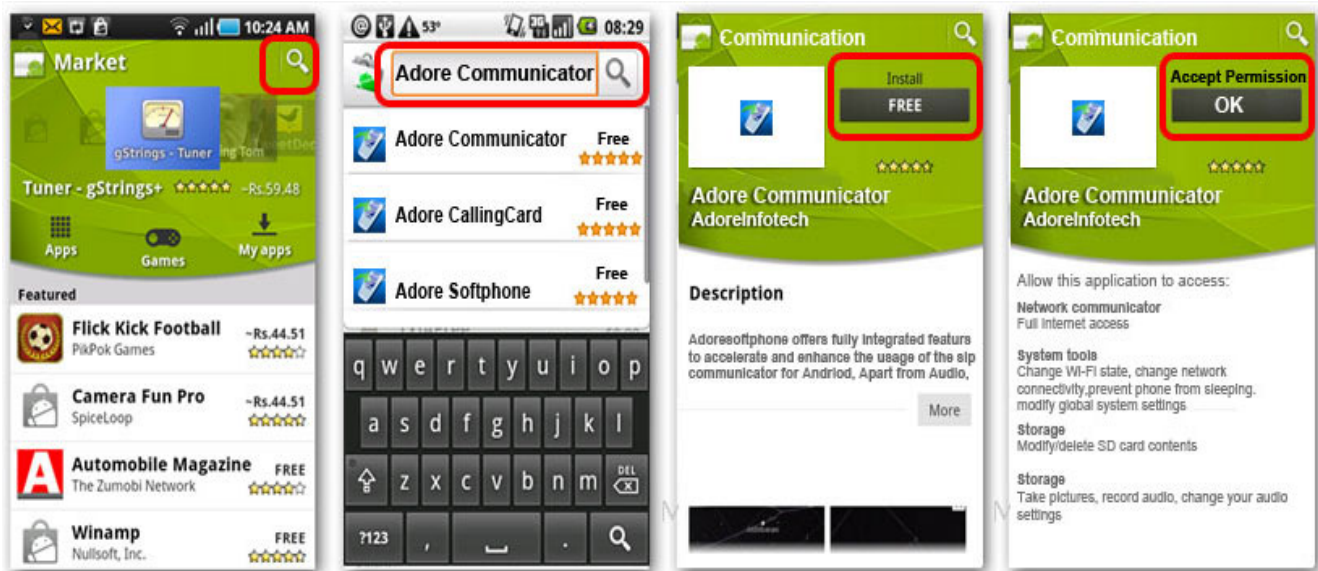 10:24 AM
Market
gStrings - Tuner
ing Tom
Tuner - gStrings+
~Rs.59.48
Apps
Games
My apps
Featured
Flick Kick Football
~Rs.44.51
PikPok Games
Camera Fun Pro
~Rs.44.51
SpiceLoop
Automobile Magazine
FREE
The Zumobi Network
Winamp
FREE
Nullsoft, Inc.
53°
3G
08:29
Adore Communicator
Adore Communicator
Free
Adore CallingCard
Free
Adore Softphone
Free
q w e r t y u i o p
a s d f g h j k l
z x c v b n m DEL
?123 , .
Communication
Install
FREE
Adore Communicator
AdoreInfotech
Description
Adoresoftphone offers fully integrated featurs
to accelerate and enhance the usage of the sip
communicator for Andriod, Apart from Audio,
More
Communication
Accept Permission
OK
Adore Communicator
AdoreInfotech
Allow this application to access:
Network communicator
Full Internet access
System tools
Change WI-FI state, change network
connectivity,prevent phone from sleeping.
modify global system settings
Storage
Modify/delete SD card contents
Storage
Take pictures, record audio, change your audio
settings